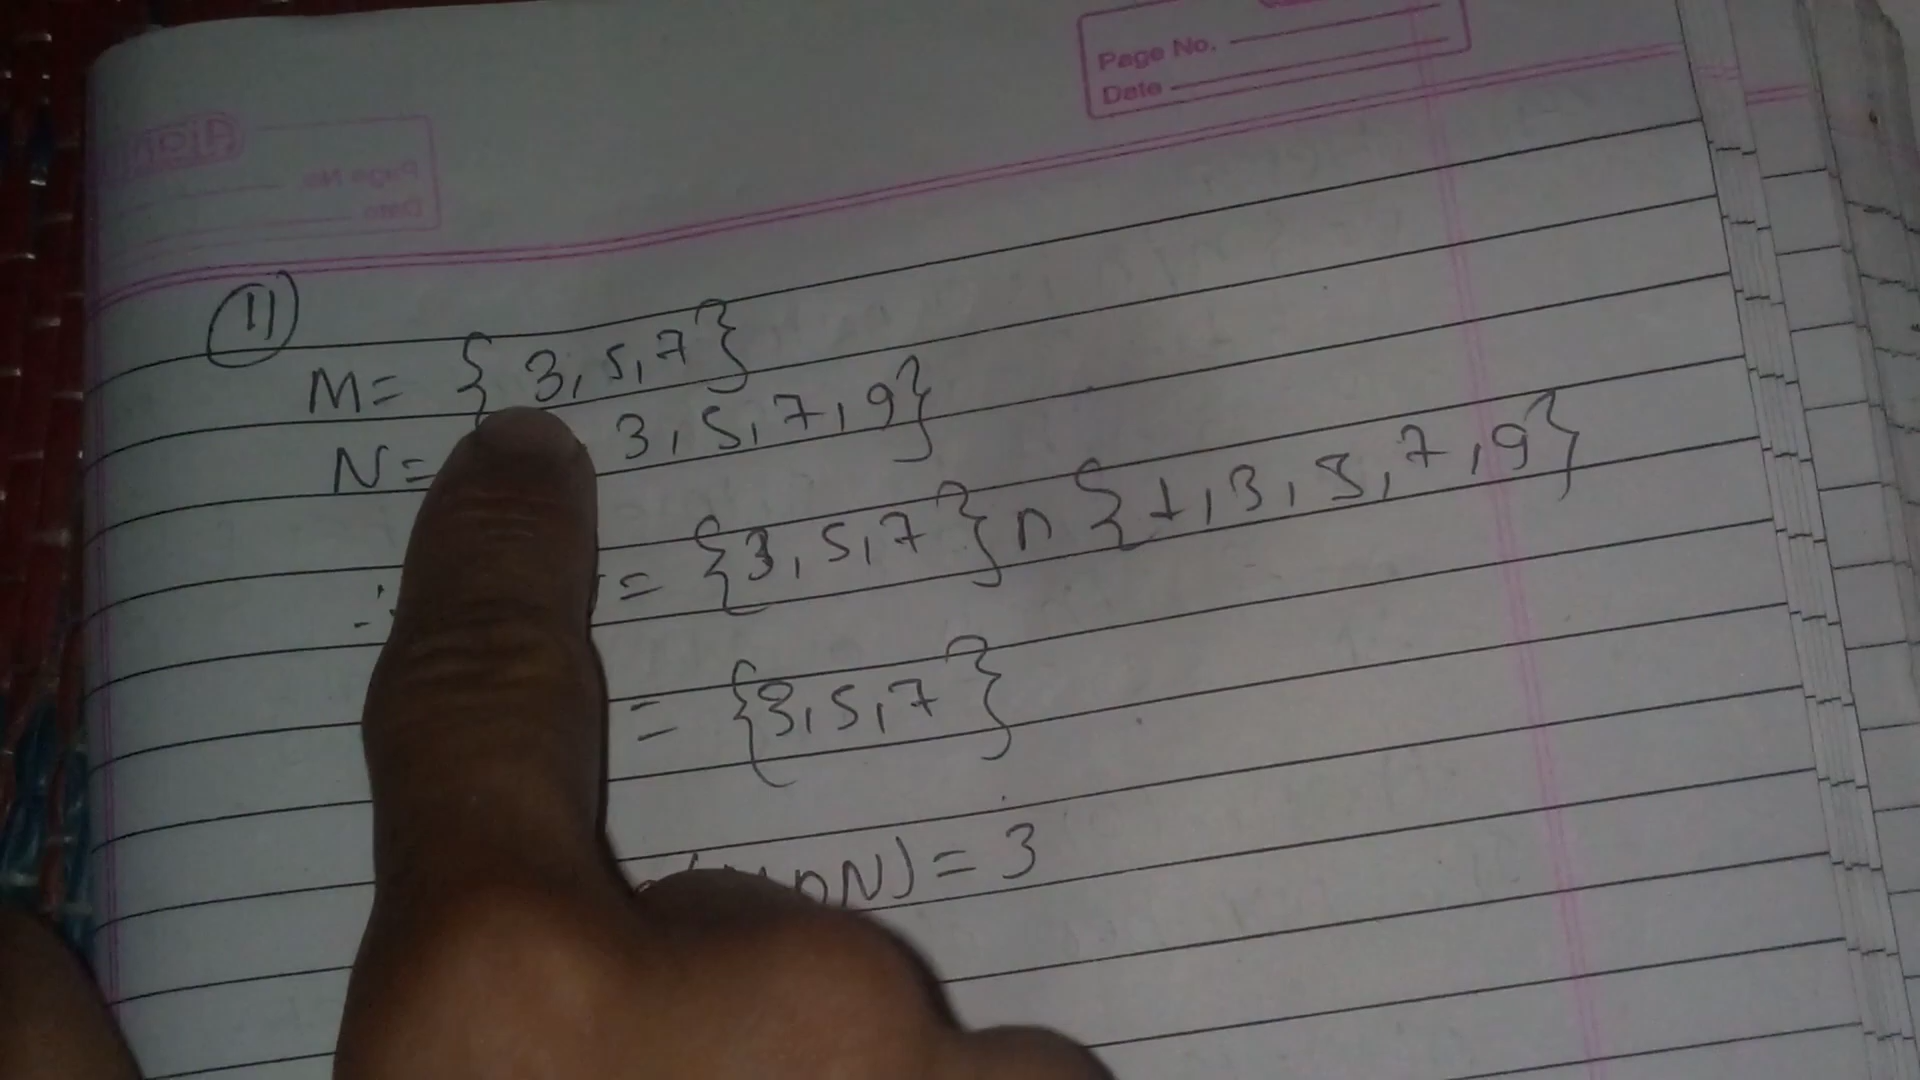 Page No.
Date
11
M = { 3, 5, 7 }
N = 3, 5, 7, 9 }
∴ = { 3, 5, 7 } ∩ { 1, 3, 5, 7, 9 }
= { 3, 5, 7 }
∩ N) = 3